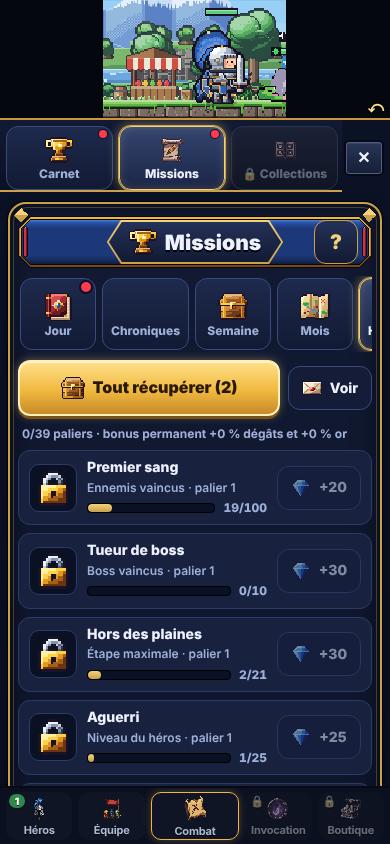 Carnet
Missions
Collections
×
Missions
?
Jour
Chroniques
Semaine
Mois
Tout récupérer (2)
Voir
0/39 paliers · bonus permanent +0 % dégâts et +0 % or
Premier sang
Ennemis vaincus · palier 1
19/100
+20
Tueur de boss
Boss vaincus · palier 1
0/10
+30
Hors des plaines
Étape maximale · palier 1
2/21
+30
Aguerri
Niveau du héros · palier 1
1/25
+25
1
Héros
Équipe
Combat
Invocation
Boutique